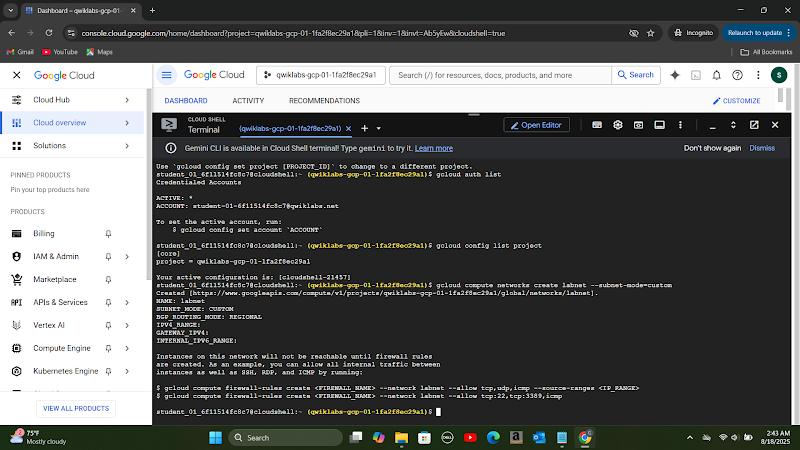 Dashboard – qwiklabs-gcp-01-
console.cloud.google.com/home/dashboard?project=qwiklabs-gcp-01-1fa2f8ec29a1&pli=1&inv=1&invt=Ab5yEw&cloudshell=true
Incognito
Relaunch to update
Gmail
YouTube
Maps
All Bookmarks
Google Cloud
Cloud Hub
Cloud overview
Solutions
PINNED PRODUCTS
Pin your products here
PRODUCTS
Billing
IAM & Admin
Marketplace
APIs & Services
Vertex AI
Compute Engine
Kubernetes Engine
VIEW ALL PRODUCTS
Google Cloud
qwiklabs-gcp-01-1fa2f8ec29a1
Search (/) for resources, docs, products, and more
Search
S
DASHBOARD
ACTIVITY
RECOMMENDATIONS
CUSTOMIZE
CLOUD SHELL
Terminal
(qwiklabs-gcp-01-1fa2f8ec29a1)
Open Editor
Gemini CLI is available in Cloud Shell terminal! Type gemini to try it. Learn more
Don't show again
Dismiss
Use `gcloud config set project [PROJECT_ID]` to change to a different project.
student_01_6f11514fc8c7@cloudshell:~ (qwiklabs-gcp-01-1fa2f8ec29a1)$ gcloud auth list
Credentialed Accounts
ACTIVE: *
ACCOUNT: student-01-6f11514fc8c7@qwiklabs.net
To set the active account, run:
$ gcloud config set account `ACCOUNT`
student_01_6f11514fc8c7@cloudshell:~ (qwiklabs-gcp-01-1fa2f8ec29a1)$ gcloud config list project
[core]
project = qwiklabs-gcp-01-1fa2f8ec29a1
Your active configuration is: [cloudshell-21457]
student_01_6f11514fc8c7@cloudshell:~ (qwiklabs-gcp-01-1fa2f8ec29a1)$ gcloud compute networks create labnet --subnet-mode=custom
Created [https://www.googleapis.com/compute/v1/projects/qwiklabs-gcp-01-1fa2f8ec29a1/global/networks/labnet].
NAME: labnet
SUBNET_MODE: CUSTOM
BGP_ROUTING_MODE: REGIONAL
IPV4_RANGE:
GATEWAY_IPV4:
INTERNAL_IPV6_RANGE:
Instances on this network will not be reachable until firewall rules
are created. As an example, you can allow all internal traffic between
instances as well as SSH, RDP, and ICMP by running:
$ gcloud compute firewall-rules create <FIREWALL_NAME> --network labnet --allow tcp,udp,icmp --source-ranges <IP_RANGE>
$ gcloud compute firewall-rules create <FIREWALL_NAME> --network labnet --allow tcp:22,tcp:3389,icmp
student_01_6f11514fc8c7@cloudshell:~ (qwiklabs-gcp-01-1fa2f8ec29a1)$
75°F
Mostly cloudy
Search
2:43 AM
8/18/2025